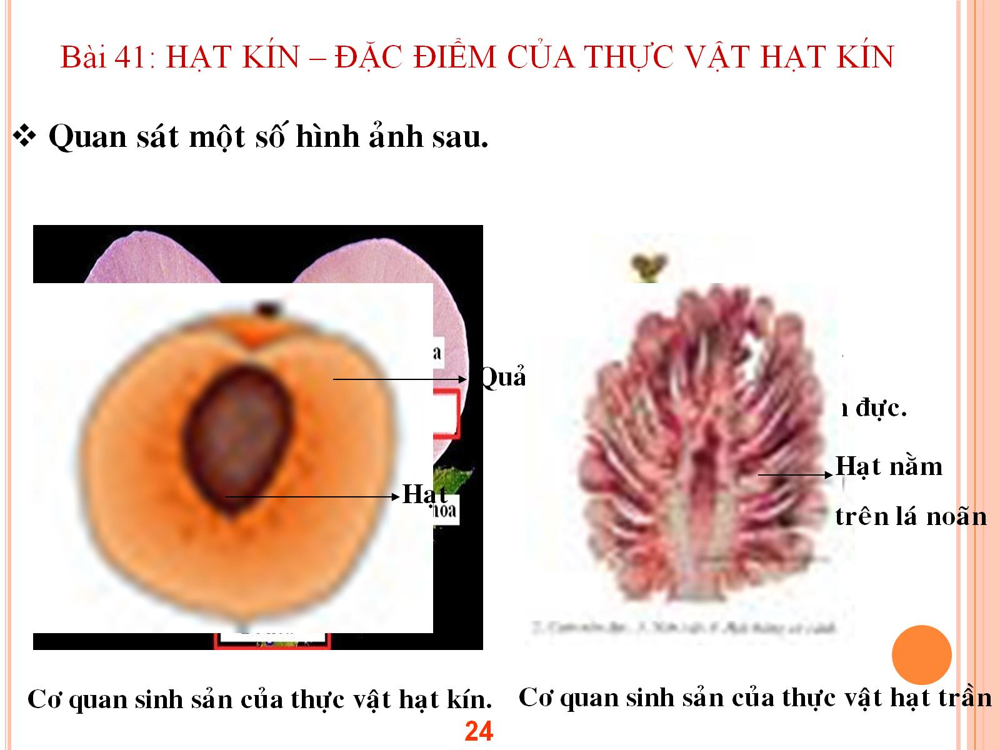 Bài 41: HẠT KÍN – ĐẶC ĐIỂM CỦA THỰC VẬT HẠT KÍN
❖ Quan sát một số hình ảnh sau.
Quả
đực.
Hạt nằm
Hạt
hoa
trên lá noãn
Cơ quan sinh sản của thực vật hạt kín.
Cơ quan sinh sản của thực vật hạt trần
24